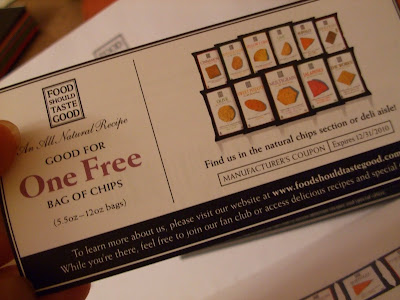 FOOD
SHOULD
TASTE
GOOD
An All-Natural Recipe
GOOD FOR
One Free
BAG OF CHIPS
(5.5oz–12oz bags)
Find us in the natural chips section or deli aisle!
MANUFACTURER'S COUPON
Expires 12/31/2010
To learn more about us, please visit our website at www.foodshouldtastegood.com
While you're there, feel free to join our fan club or access delicious recipes and special